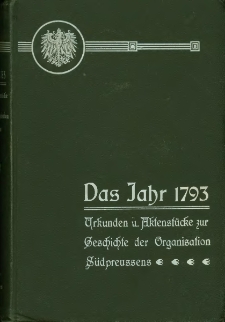 Das Jahr 1793
Urkunden u. Aktenstücke zur
Geschichte der Organisation
Südpreussens